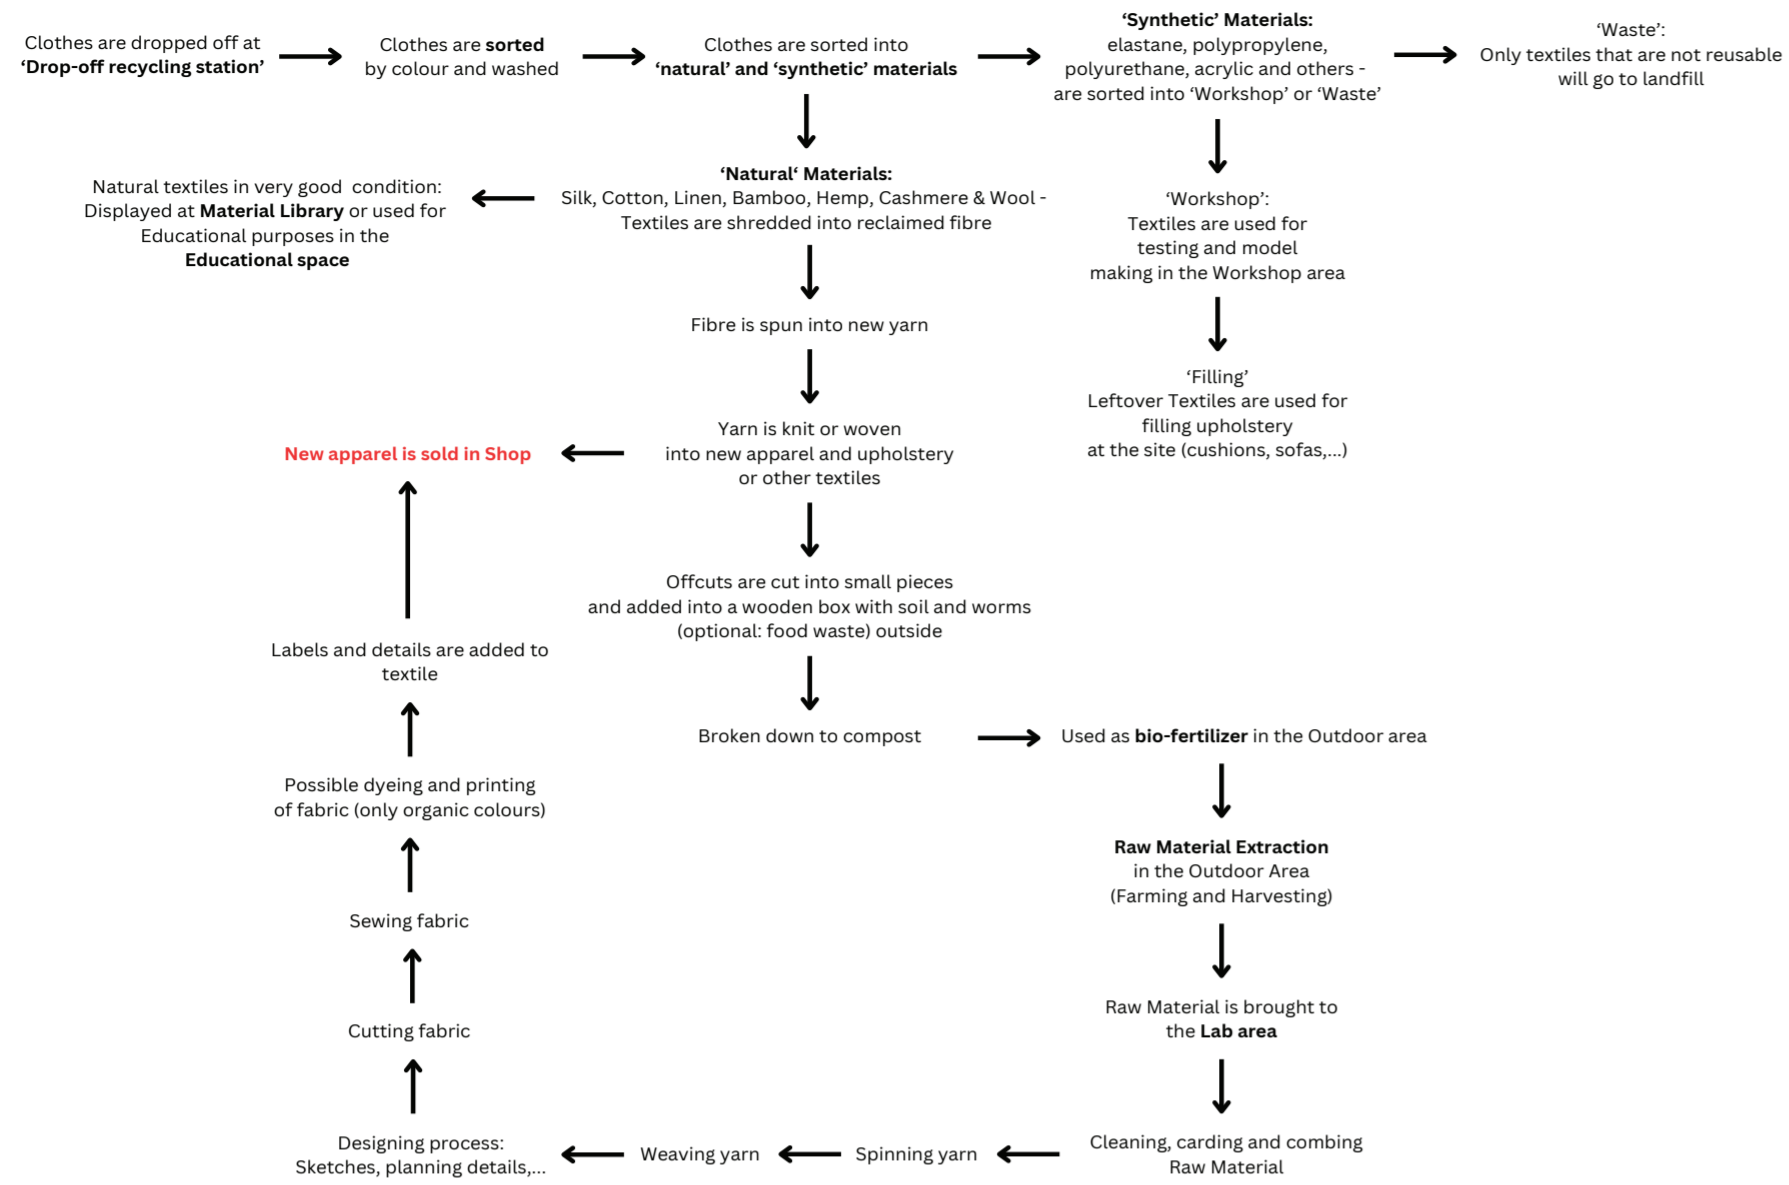 Clothes are dropped off at
‘Drop-off recycling station’
Clothes are sorted
by colour and washed
Clothes are sorted into
‘natural’ and ‘synthetic’ materials
‘Synthetic’ Materials:
elastane, polypropylene,
polyurethane, acrylic and others -
are sorted into ‘Workshop’ or ‘Waste’
‘Waste’:
Only textiles that are not reusable
will go to landfill
Natural textiles in very good condition:
Displayed at Material Library or used for
Educational purposes in the
Educational space
‘Natural‘ Materials:
Silk, Cotton, Linen, Bamboo, Hemp, Cashmere & Wool -
Textiles are shredded into reclaimed fibre
‘Workshop’:
Textiles are used for
testing and model
making in the Workshop area
Fibre is spun into new yarn
‘Filling’
Leftover Textiles are used for
filling upholstery
at the site (cushions, sofas,...)
New apparel is sold in Shop
Yarn is knit or woven
into new apparel and upholstery
or other textiles
Offcuts are cut into small pieces
and added into a wooden box with soil and worms
(optional: food waste) outside
Labels and details are added to
textile
Broken down to compost
Used as bio-fertilizer in the Outdoor area
Possible dyeing and printing
of fabric (only organic colours)
Raw Material Extraction
in the Outdoor Area
(Farming and Harvesting)
Sewing fabric
Raw Material is brought to
the Lab area
Cutting fabric
Designing process:
Sketches, planning details,...
Weaving yarn
Spinning yarn
Cleaning, carding and combing
Raw Material